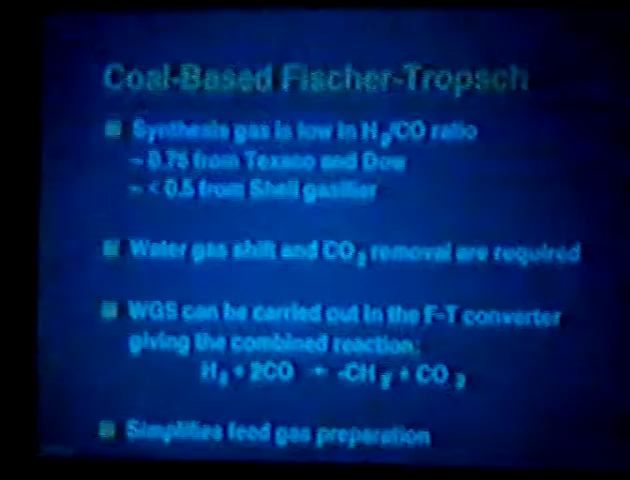 Coal-Based Fischer-Tropsch
■ Synthesis gas is low in H₂/CO ratio
– 0.75 from Texaco and Dow
– < 0.5 from Shell gasifier
■ Water gas shift and CO₂ removal are required
■ WGS can be carried out in the F-T converter
giving the combined reaction:
H₂ + 2CO → -CH₂- + CO₂
■ Simplifies feed gas preparation